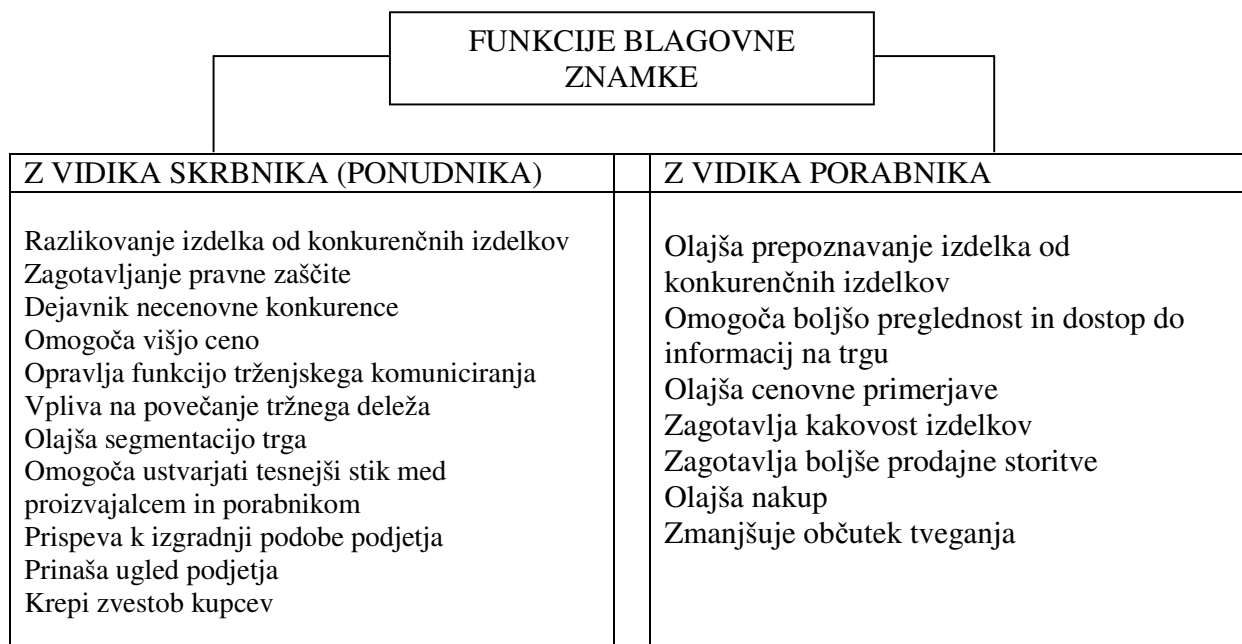 FUNKCIJE BLAGOVNE
ZNAMKE
Z VIDIKA SKRBNIKA (PONUDNIKA)
Razlikovanje izdelka od konkurenčnih izdelkov
Zagotavljanje pravne zaščite
Dejavnik necenovne konkurence
Omogoča višjo ceno
Opravlja funkcijo trženjskega komuniciranja
Vpliva na povečanje tržnega deleža
Olajša segmentacijo trga
Omogoča ustvarjati tesnejši stik med
proizvajalcem in porabnikom
Prispeva k izgradnji podobe podjetja
Prinaša ugled podjetja
Krepi zvestob kupcev
Z VIDIKA PORABNIKA
Olajša prepoznavanje izdelka od
konkurenčnih izdelkov
Omogoča boljšo preglednost in dostop do
informacij na trgu
Olajša cenovne primerjave
Zagotavlja kakovost izdelkov
Zagotavlja boljše prodajne storitve
Olajša nakup
Zmanjšuje občutek tveganja